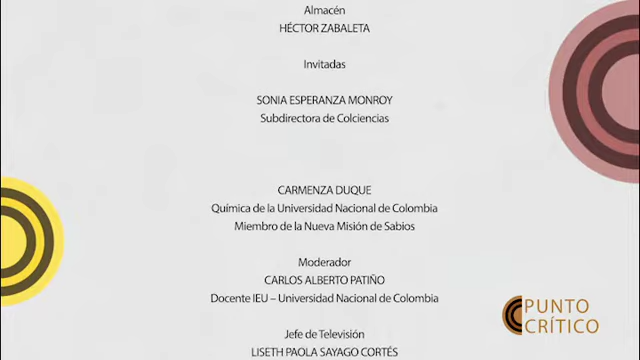 Almacén
HÉCTOR ZABALETA
Invitadas
SONIA ESPERANZA MONROY
Subdirectora de Colciencias
CARMENZA DUQUE
Química de la Universidad Nacional de Colombia
Miembro de la Nueva Misión de Sabios
Moderador
CARLOS ALBERTO PATIÑO
Docente IEU – Universidad Nacional de Colombia
Jefe de Televisión
LISETH PAOLA SAYAGO CORTÉS
PUNTO
CRÍTICO